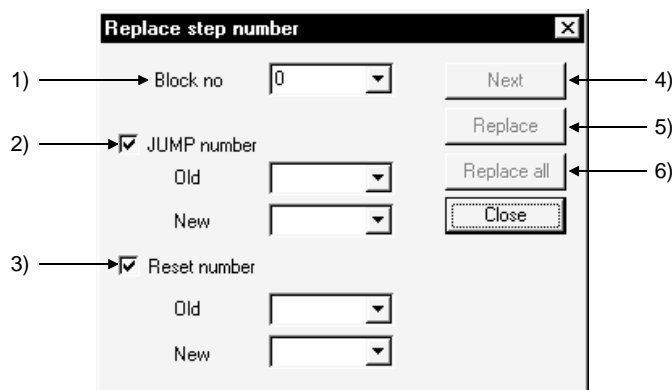 Replace step number
1) Block no 0 Next 4)
Replace 5)
2) JUMP number
Old Replace all 6)
New Close
3) Reset number
Old
New